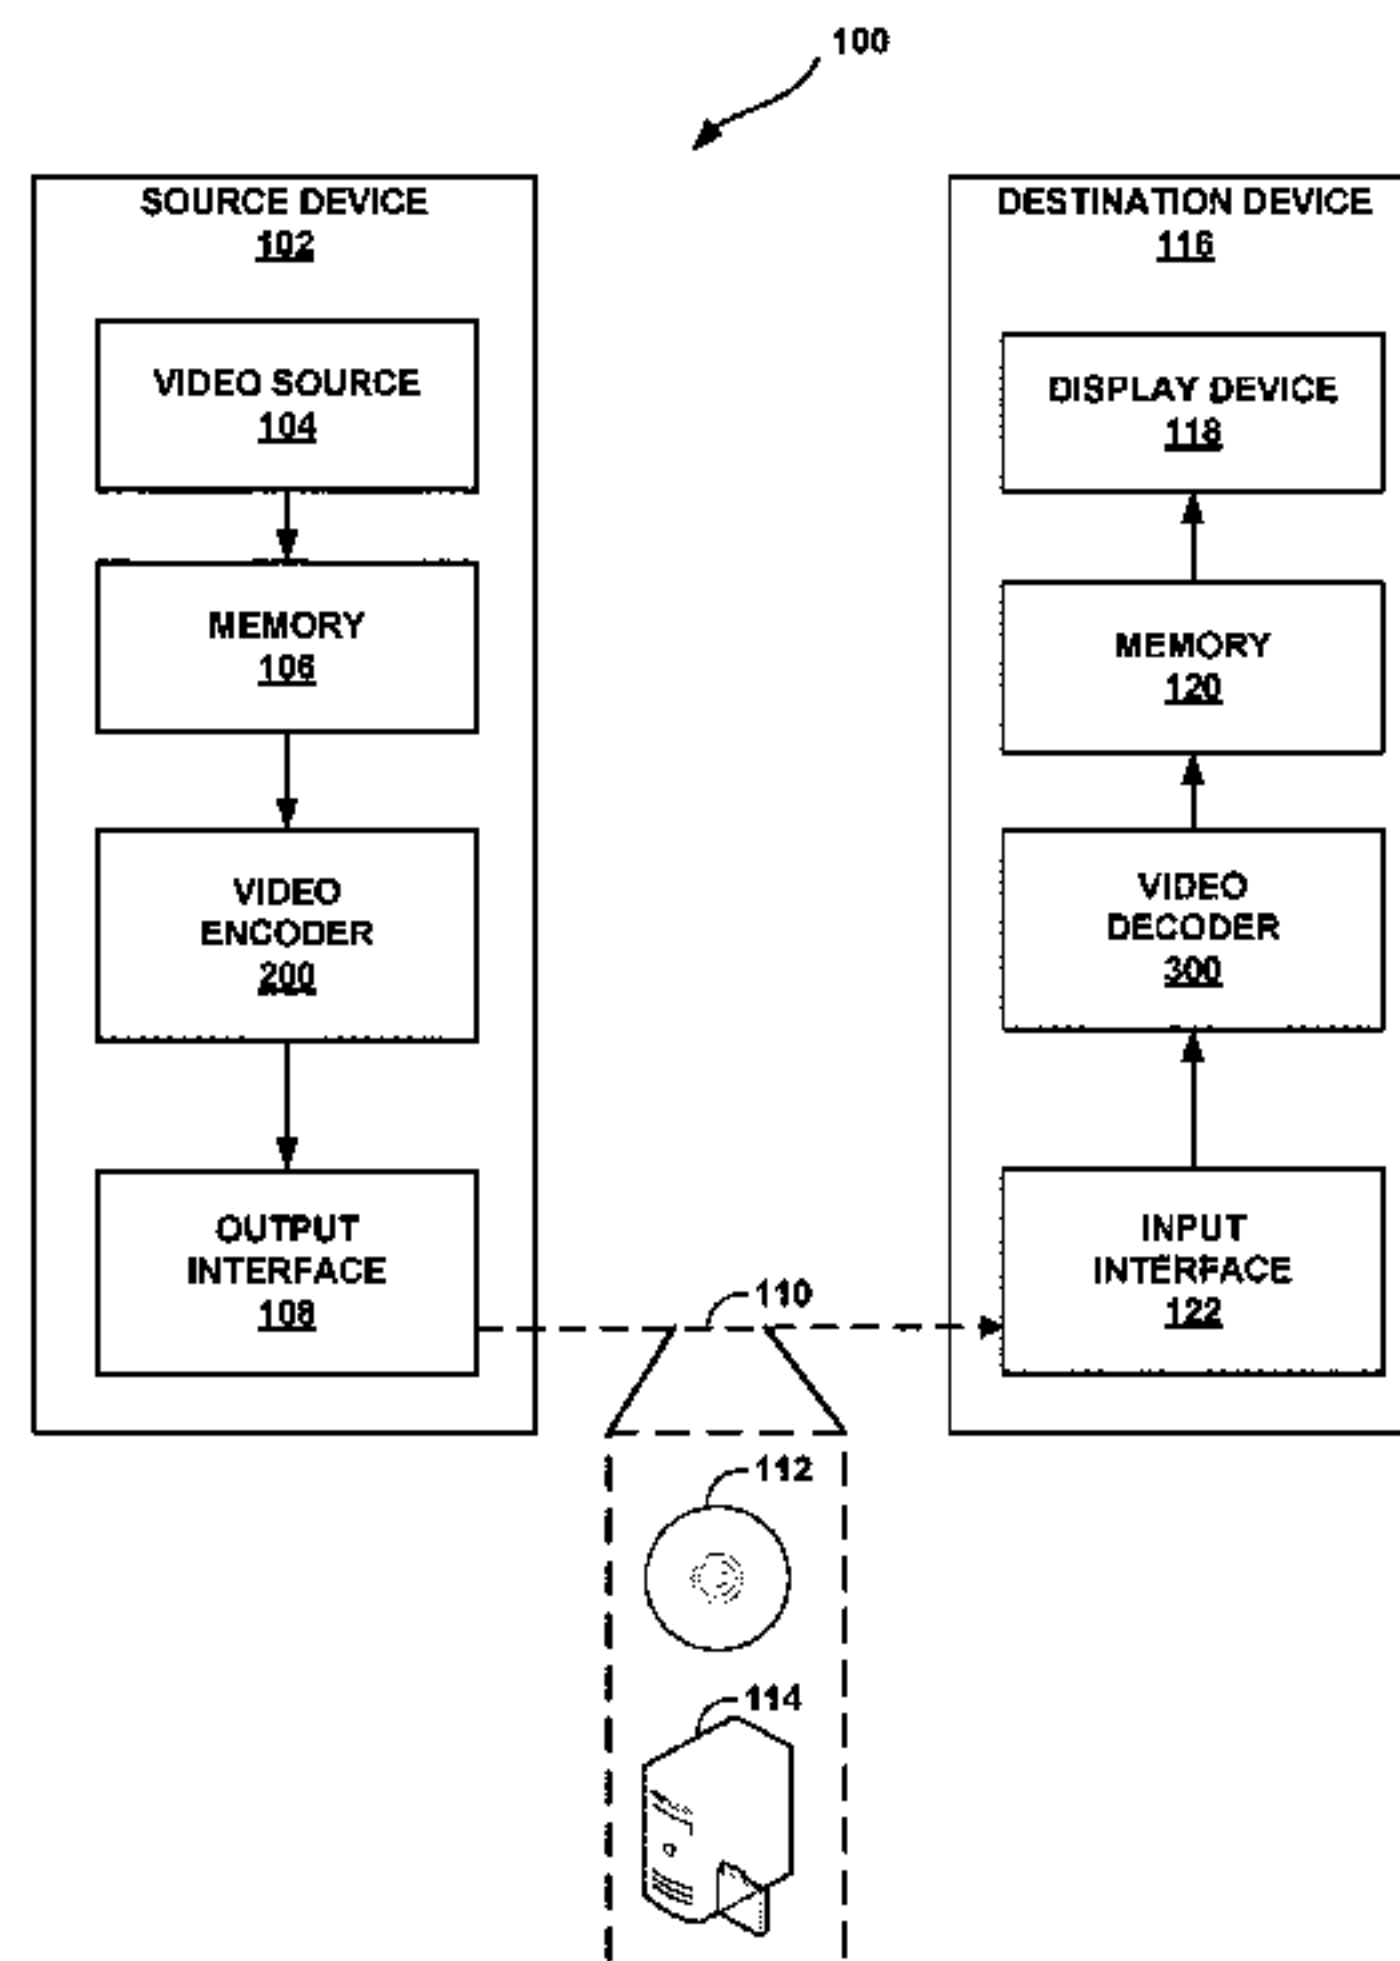 100
SOURCE DEVICE
102
VIDEO SOURCE
104
MEMORY
106
VIDEO
ENCODER
200
OUTPUT
INTERFACE
108
110
112
114
DESTINATION DEVICE
116
DISPLAY DEVICE
118
MEMORY
120
VIDEO
DECODER
300
INPUT
INTERFACE
122